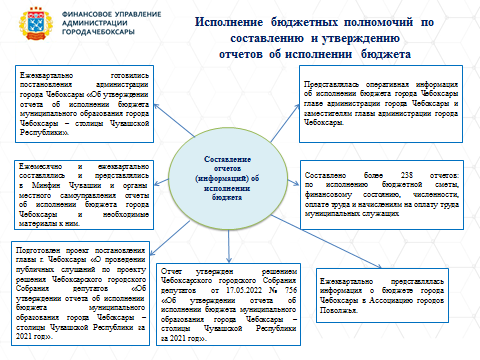 ФИНАНСОВОЕ УПРАВЛЕНИЕ
АДМИНИСТРАЦИИ
ГОРОДА ЧЕБОКСАРЫ
Исполнение бюджетных полномочий по
составлению и утверждению
отчетов об исполнении бюджета
Ежеквартально готовились
постановления администрации
города Чебоксары «Об утверждении
отчета об исполнении бюджета
муниципального образования города
Чебоксары – столицы Чувашской
Республики».
Представлялась оперативная информация
об исполнении бюджета города Чебоксары
главе администрации города Чебоксары и
заместителям главы администрации города
Чебоксары.
Составление
отчетов
(информаций) об
исполнении
бюджета
Ежемесячно и ежеквартально
составлялись и представлялись
в Минфин Чувашии и органы
местного самоуправления отчеты
об исполнении бюджета города
Чебоксары и необходимые
материалы к ним.
Составлено более 238 отчетов:
по исполнению бюджетной сметы,
финансовому состоянию, численности,
оплате труда и начислениям на оплату труда
муниципальных служащих
Подготовлен проект постановления
главы г. Чебоксары «О проведении
публичных слушаний по проекту
решения Чебоксарского городского
Собрания депутатов «Об
утверждении отчета об исполнении
бюджета муниципального
образования города Чебоксары –
столицы Чувашской Республики за
2021 год».
Отчет утвержден решением
Чебоксарского городского Собрания
депутатов от 17.05.2022 № 756
«Об утверждении отчета об
исполнении бюджета муниципального
образования города Чебоксары –
столицы Чувашской Республики
за 2021 год».
Ежеквартально представлялась
информация о бюджете города
Чебоксары в Ассоциацию городов
Поволжья.